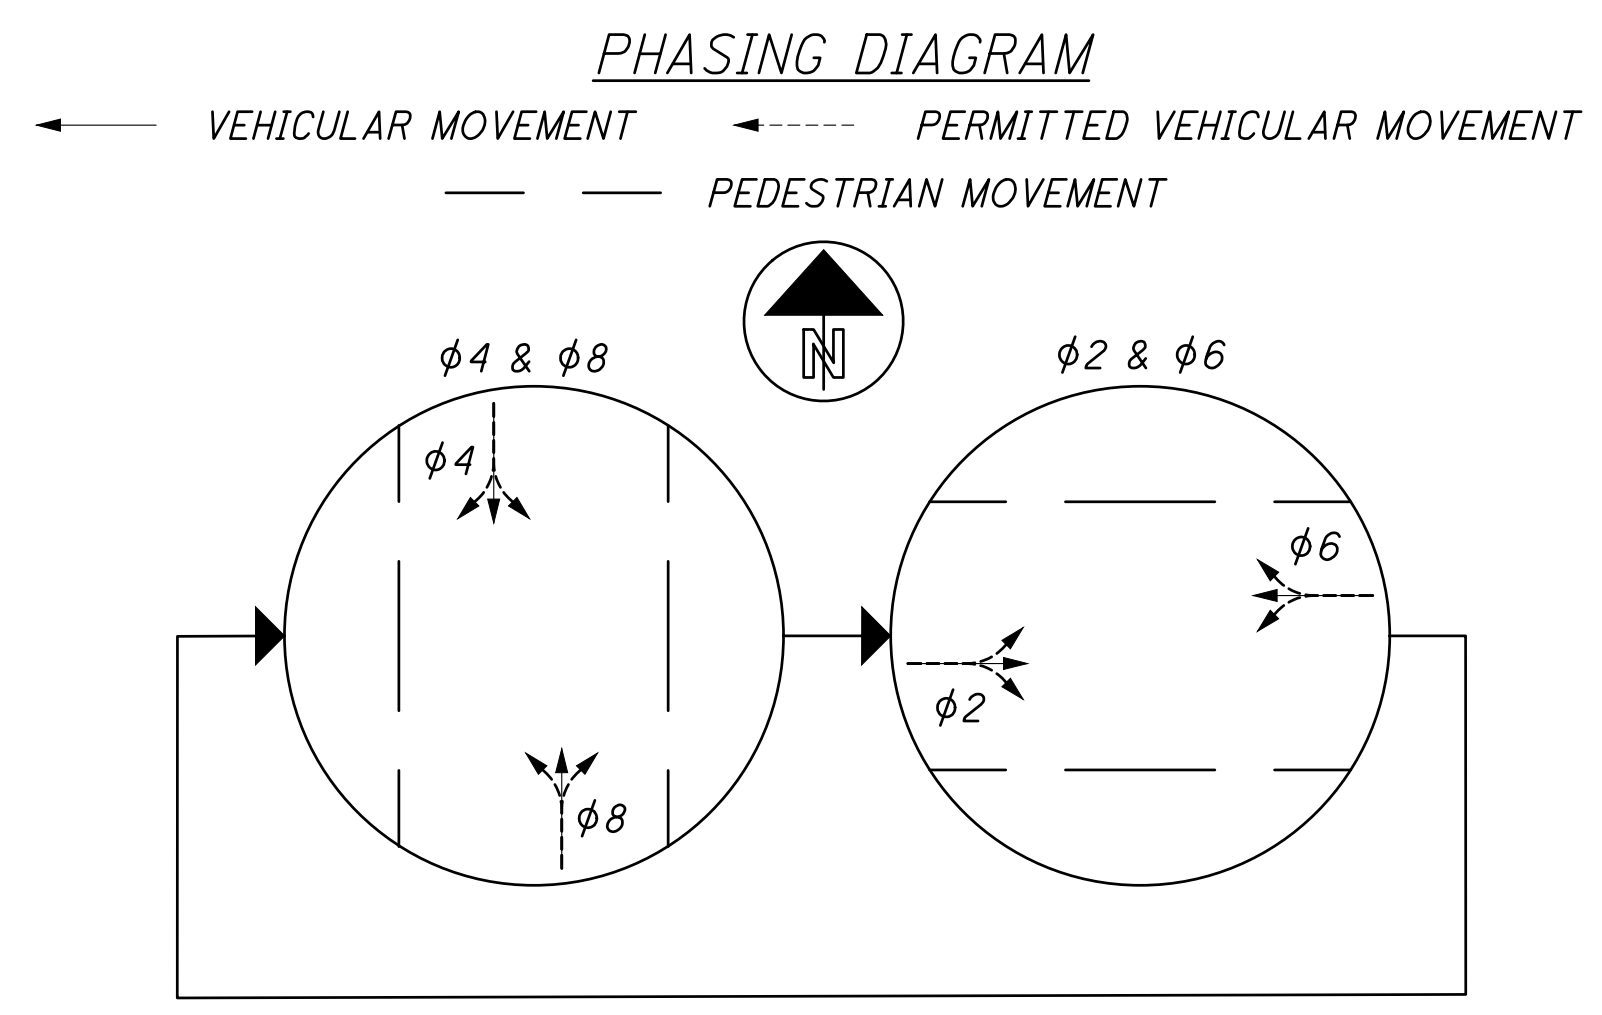 PHASING DIAGRAM
VEHICULAR MOVEMENT
PERMITTED VEHICULAR MOVEMENT
PEDESTRIAN MOVEMENT
N
ϕ4 & ϕ8
ϕ2 & ϕ6
ϕ4
ϕ6
ϕ2
ϕ8